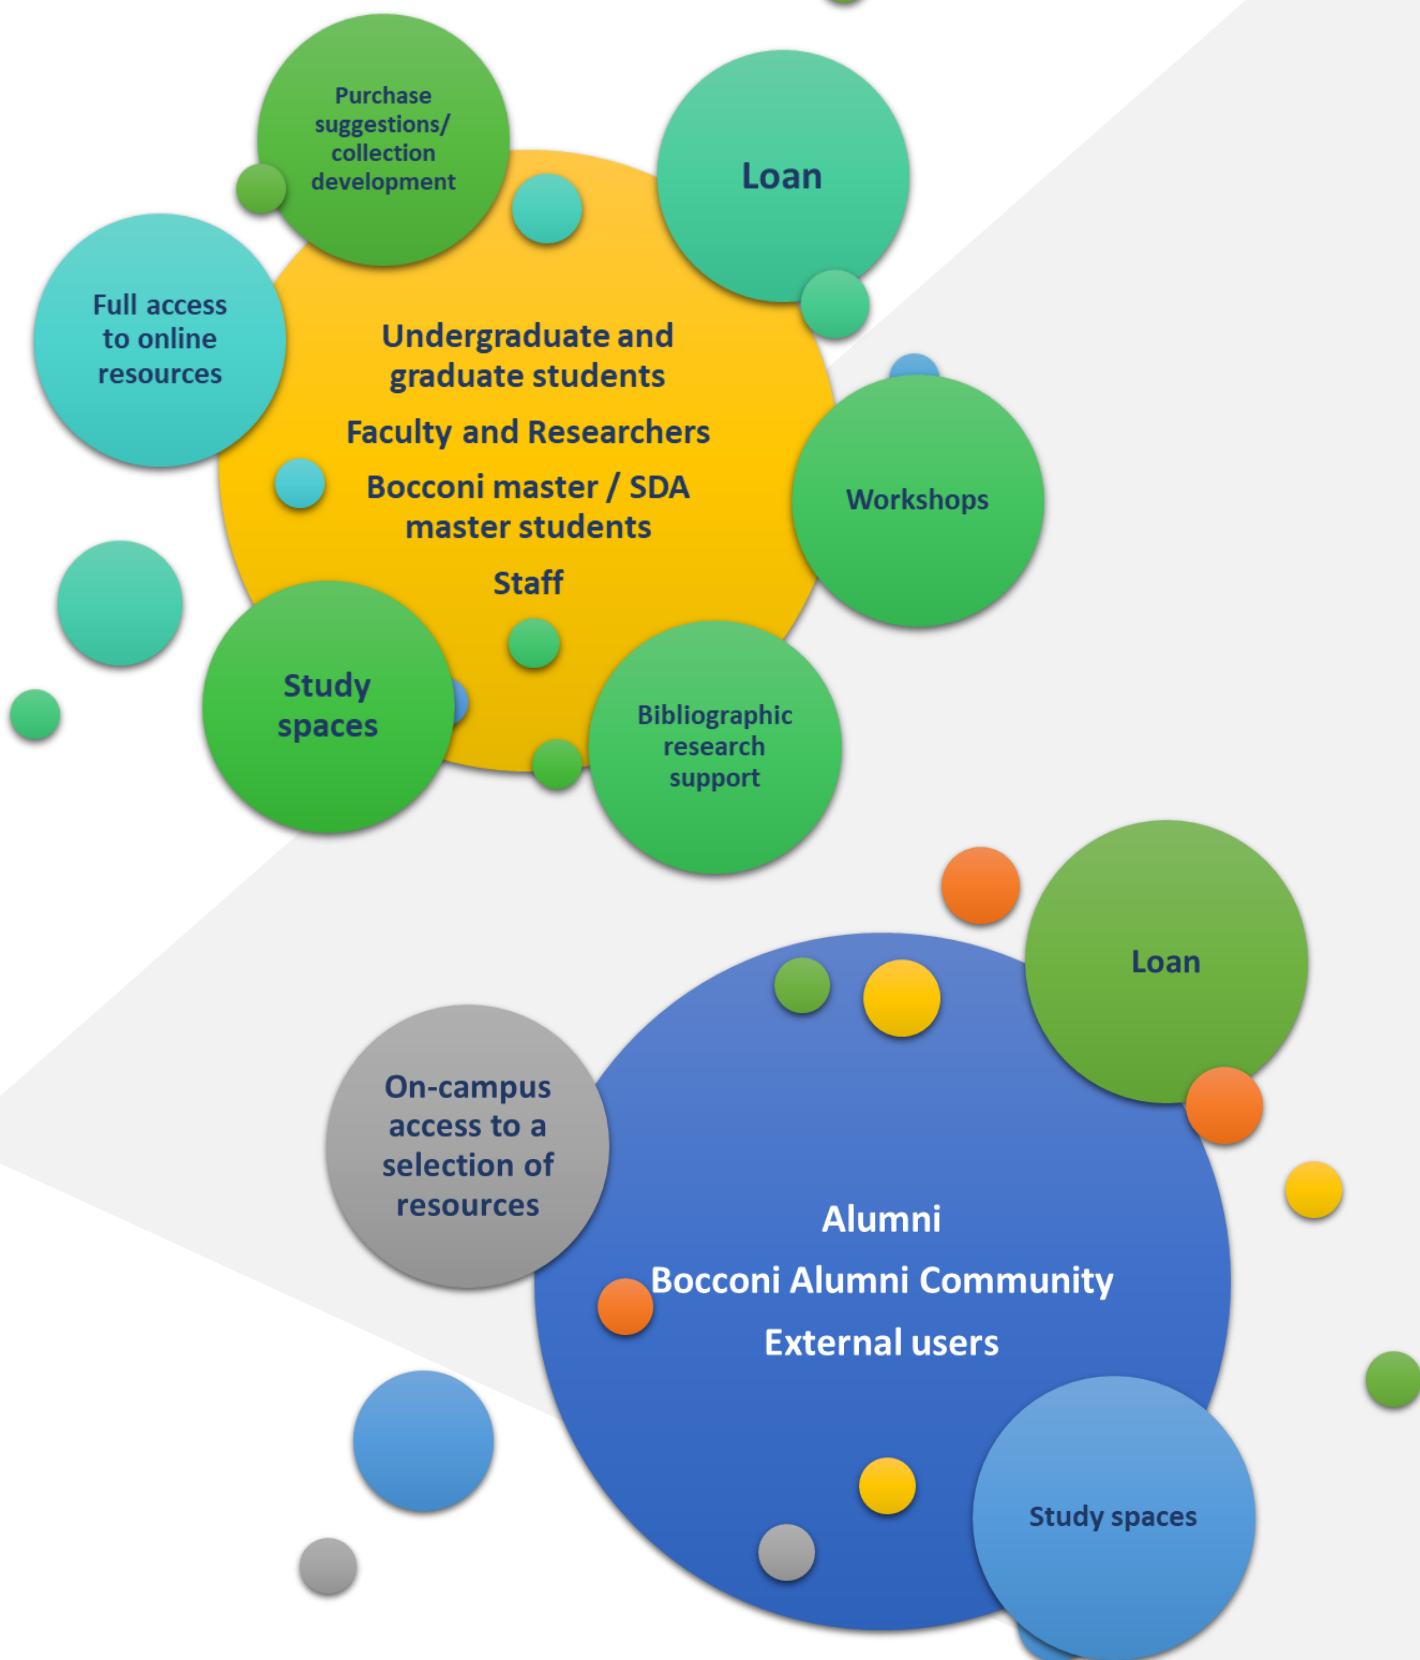 Purchase
suggestions/
collection
development
Loan
Full access
to online
resources
Undergraduate and
graduate students
Faculty and Researchers
Bocconi master / SDA
master students
Staff
Workshops
Study
spaces
Bibliographic
research
support
Loan
On-campus
access to a
selection of
resources
Alumni
Bocconi Alumni Community
External users
Study spaces